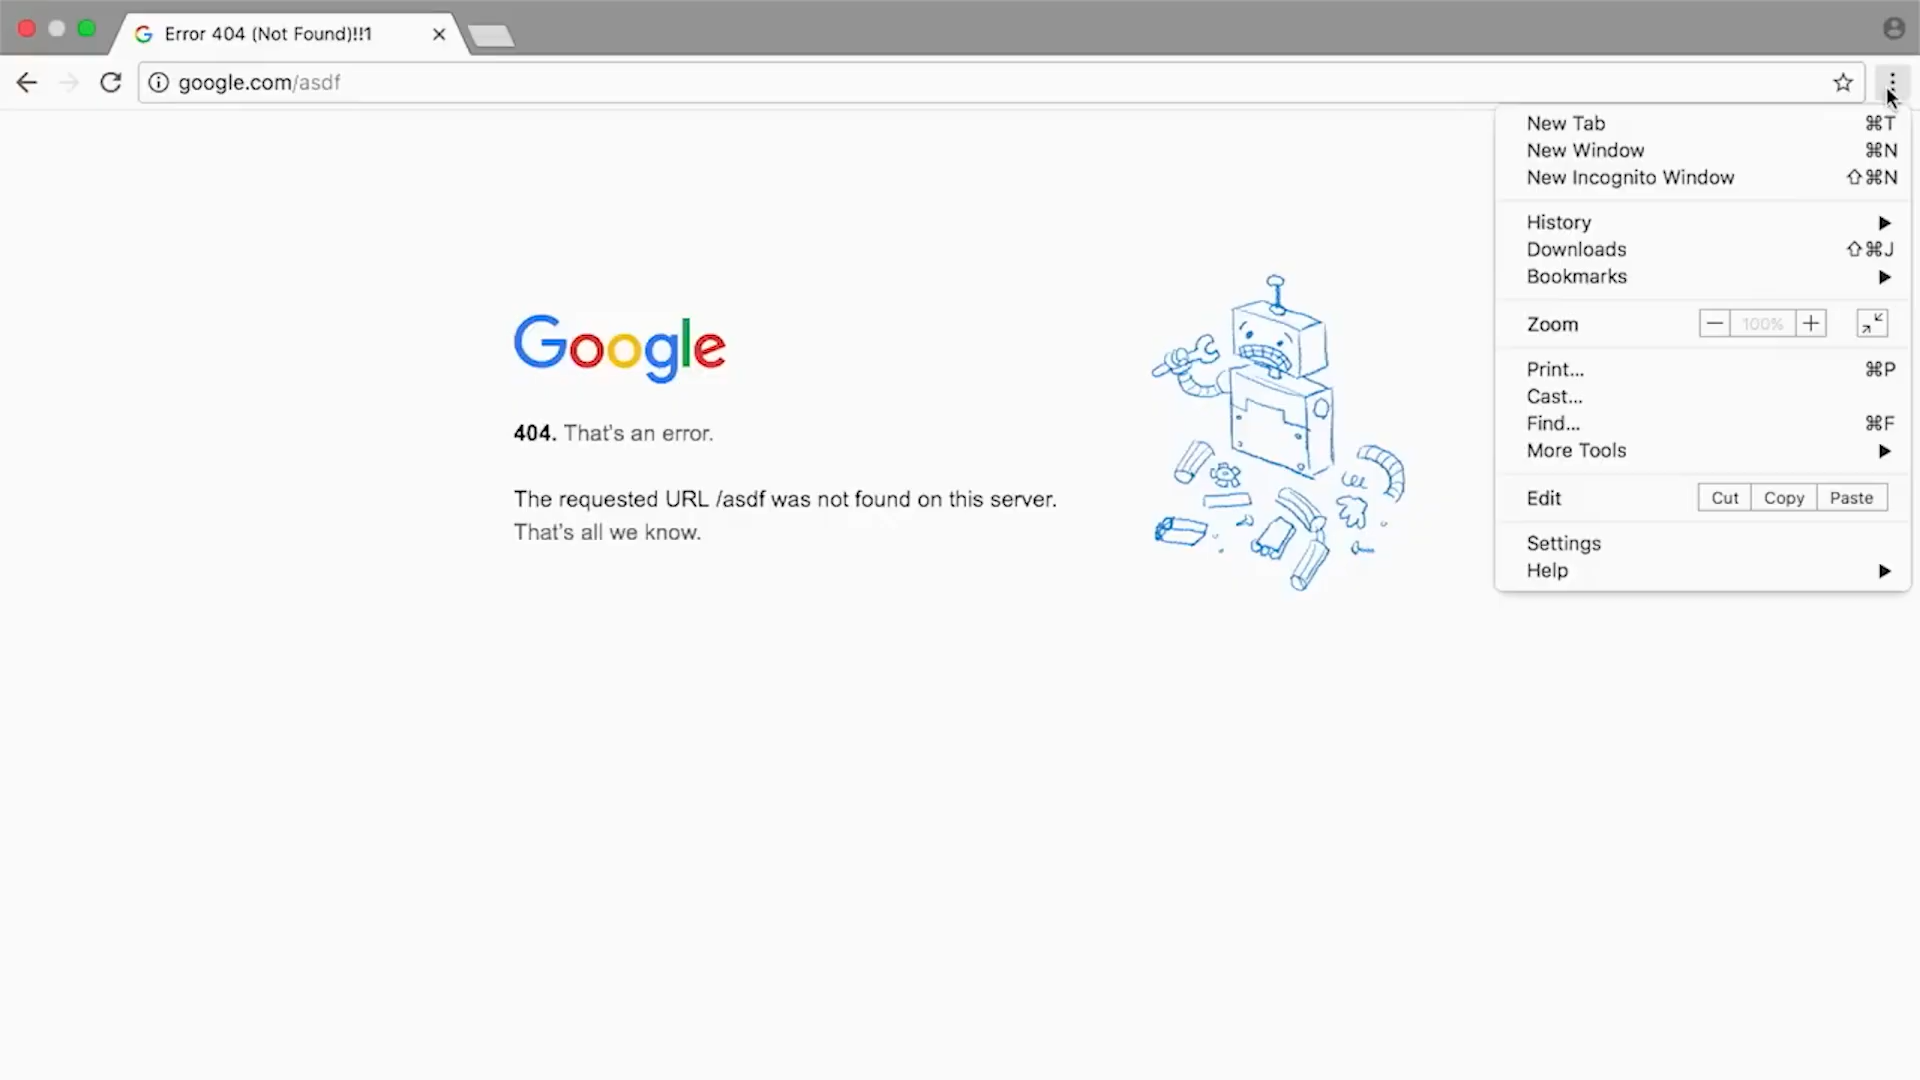 Error 404 (Not Found)!!1
google.com/asdf
New Tab ⌘T
New Window ⌘N
New Incognito Window ⇧⌘N
History
Downloads ⇧⌘J
Bookmarks
Zoom 100%
Print... ⌘P
Cast...
Find... ⌘F
More Tools
Edit Cut Copy Paste
Settings
Help
Google
404. That's an error.
The requested URL /asdf was not found on this server.
That's all we know.